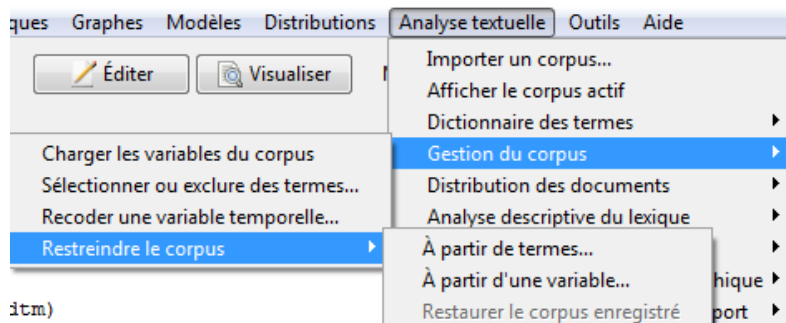 ques Graphes Modèles Distributions Analyse textuelle Outils Aide
Éditer Visualiser
Importer un corpus...
Afficher le corpus actif
Dictionnaire des termes
Charger les variables du corpus Gestion du corpus
Sélectionner ou exclure des termes... Distribution des documents
Recoder une variable temporelle... Analyse descriptive du lexique
Restreindre le corpus À partir de termes...
À partir d'une variable... hique
dtm) Restaurer le corpus enregistré port